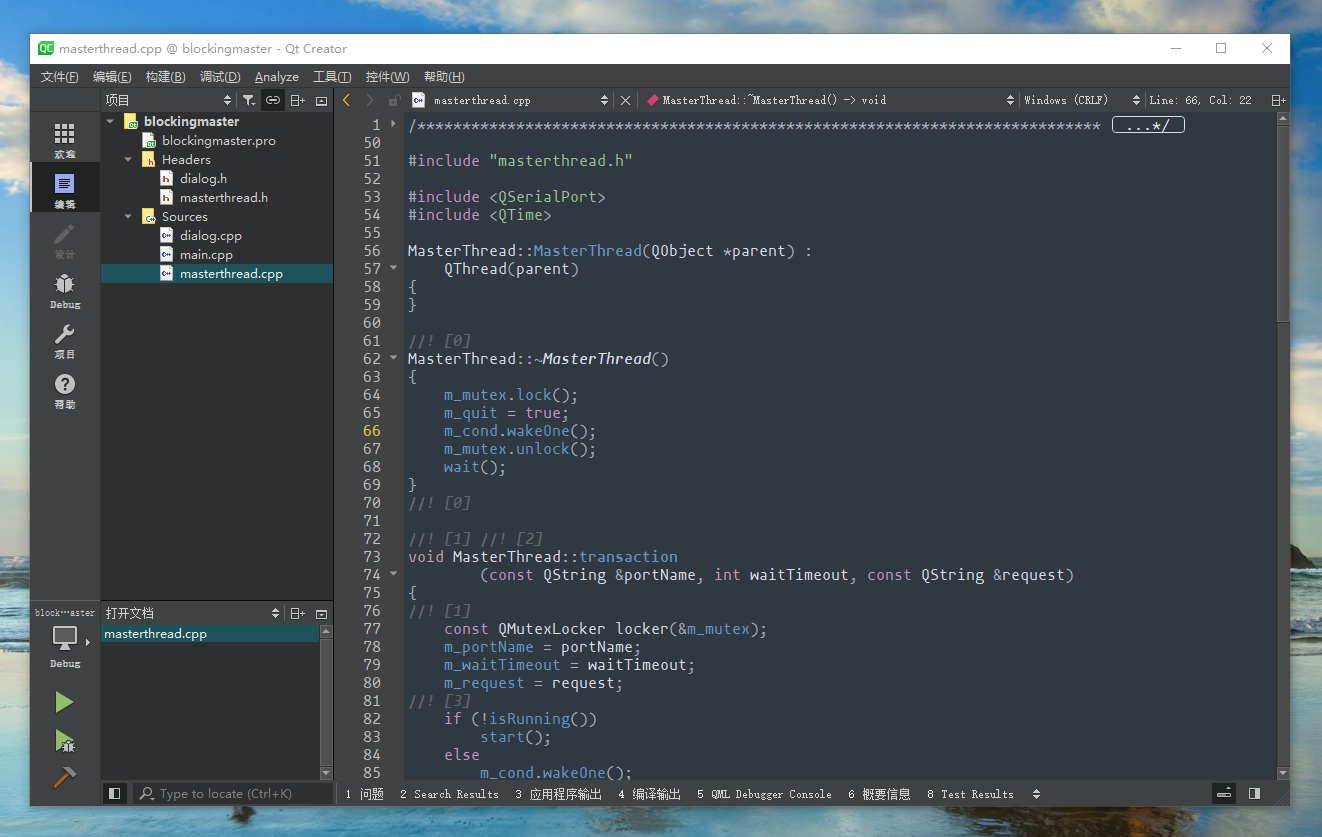 masterthread.cpp @ blockingmaster - Qt Creator
文件(F) 编辑(E) 构建(B) 调试(D) Analyze 工具(T) 控件(W) 帮助(H)
项目
masterthread.cpp
MasterThread::~MasterThread() -> void
Windows (CRLF)
Line: 66, Col: 22
欢迎
编辑
设计
Debug
项目
帮助
blockingmaster
blockingmaster.pro
Headers
dialog.h
masterthread.h
Sources
dialog.cpp
main.cpp
masterthread.cpp
1 /**************************************************************************** ...*/
50
51 #include "masterthread.h"
52
53 #include <QSerialPort>
54 #include <QTime>
55
56 MasterThread::MasterThread(QObject *parent) :
57     QThread(parent)
58 {
59 }
60
61 //! [0]
62 MasterThread::~MasterThread()
63 {
64     m_mutex.lock();
65     m_quit = true;
66     m_cond.wakeOne();
67     m_mutex.unlock();
68     wait();
69 }
70 //! [0]
71
72 //! [1] //! [2]
73 void MasterThread::transaction
74         (const QString &portName, int waitTimeout, const QString &request)
75 {
76 //! [1]
77     const QMutexLocker locker(&m_mutex);
78     m_portName = portName;
79     m_waitTimeout = waitTimeout;
80     m_request = request;
81 //! [3]
82     if (!isRunning())
83         start();
84     else
85         m_cond.wakeOne();
block…aster
Debug
打开文档
masterthread.cpp
Type to locate (Ctrl+K)
1 问题 2 Search Results 3 应用程序输出 4 编译输出 5 QML Debugger Console 6 概要信息 8 Test Results